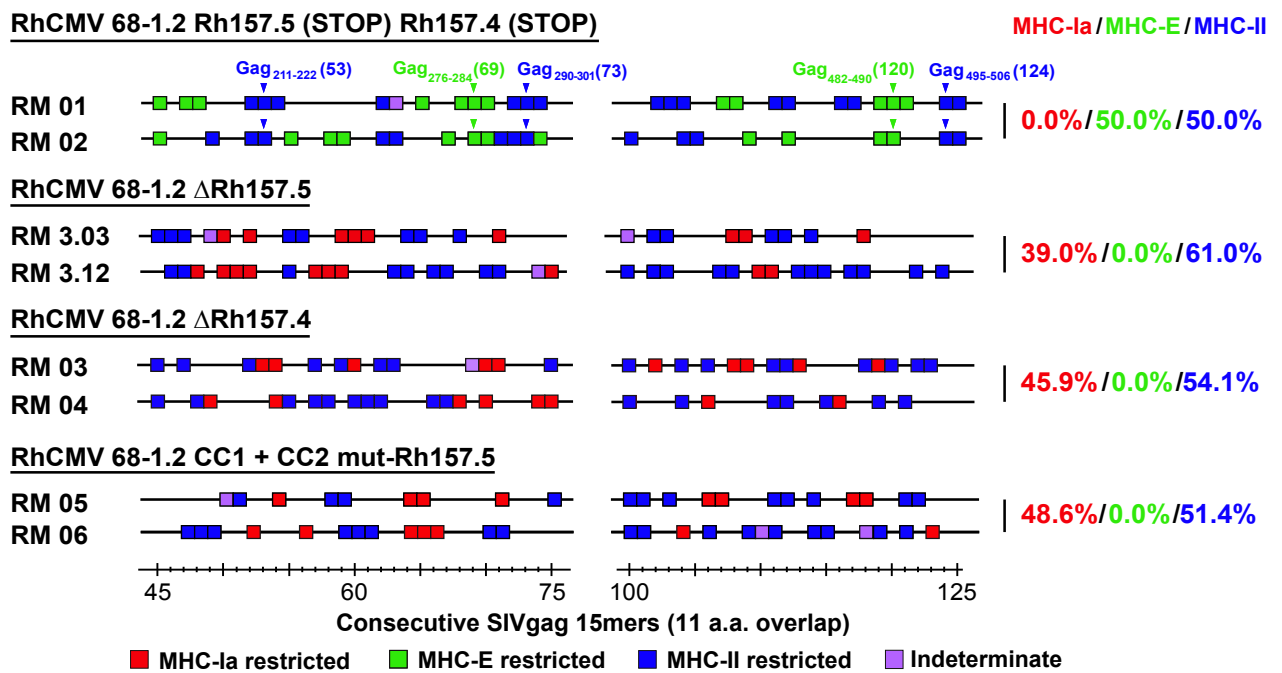 RhCMV 68-1.2 Rh157.5 (STOP) Rh157.4 (STOP)
MHC-Ia/MHC-E/MHC-II
Gag211-222 (53) Gag276-284(69) Gag290-301(73) Gag482-490(120) Gag495-506 (124)
RM 01
RM 02
0.0%/50.0%/50.0%
RhCMV 68-1.2 ∆Rh157.5
RM 3.03
RM 3.12
39.0%/0.0%/61.0%
RhCMV 68-1.2 ∆Rh157.4
RM 03
RM 04
45.9%/0.0%/54.1%
RhCMV 68-1.2 CC1 + CC2 mut-Rh157.5
RM 05
RM 06
48.6%/0.0%/51.4%
45 60 75 100 125
Consecutive SIVgag 15mers (11 a.a. overlap)
MHC-Ia restricted MHC-E restricted MHC-II restricted Indeterminate